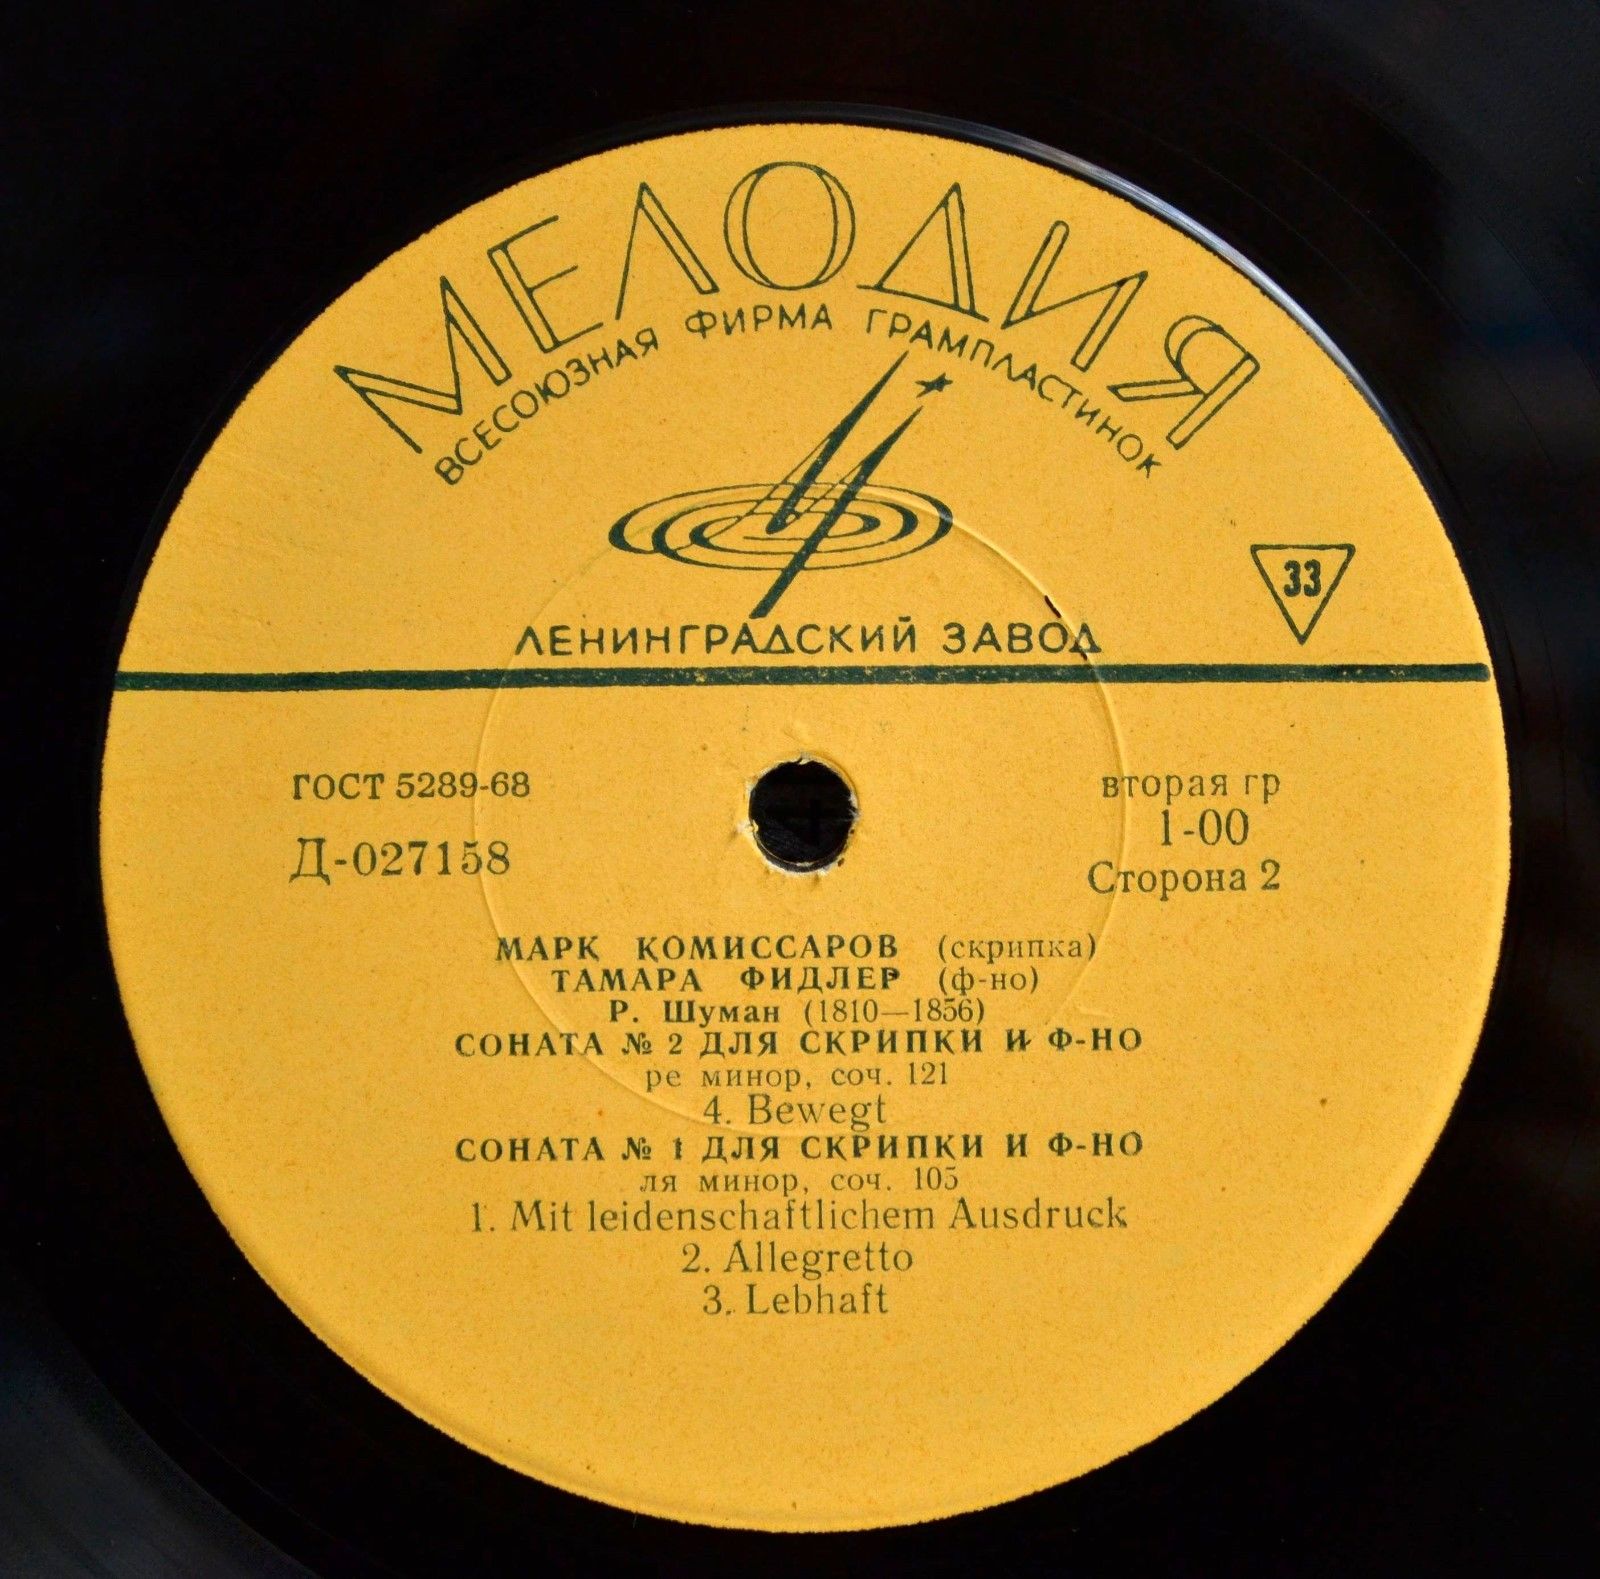 МЕЛОДИЯ
ВСЕСОЮЗНАЯ ФИРМА ГРАМПЛАСТИНОК
33
ЛЕНИНГРАДСКИЙ ЗАВОД
ГОСТ 5289-68
вторая гр
Д-027158
1-00
Сторона 2
МАРК КОМИССАРОВ (скрипка)
ТАМАРА ФИДЛЕР (ф-но)
Р. Шуман (1810—1856)
СОНАТА № 2 ДЛЯ СКРИПКИ И Ф-НО
ре минор, соч. 121
4. Bewegt
СОНАТА № 1 ДЛЯ СКРИПКИ И Ф-НО
ля минор, соч. 105
1. Mit leidenschaftlichem Ausdruck
2. Allegretto
3. Lebhaft